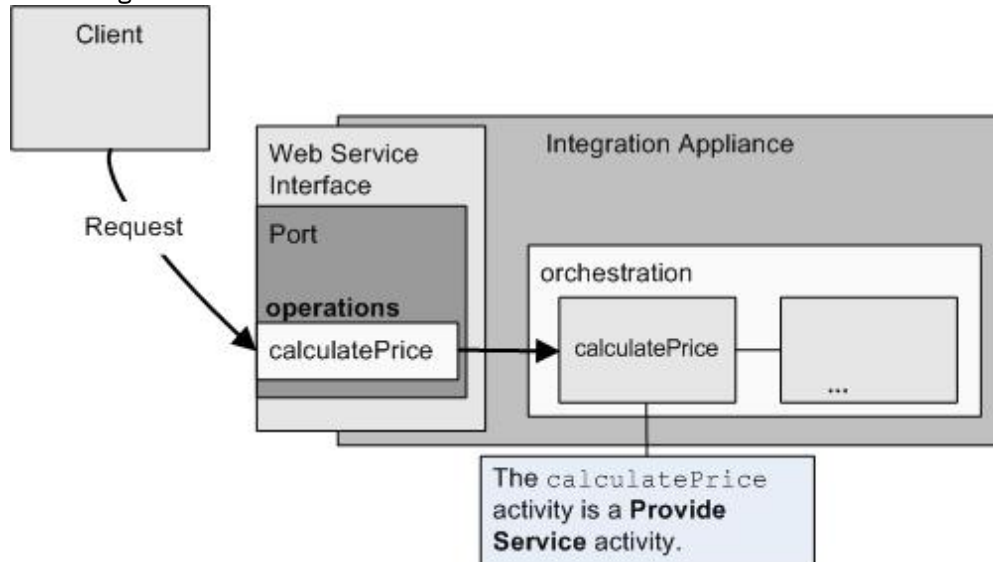 Client
Request
Web Service
Interface
Port
operations
calculatePrice
Integration Appliance
orchestration
calculatePrice
...
The calculatePrice
activity is a Provide
Service activity.